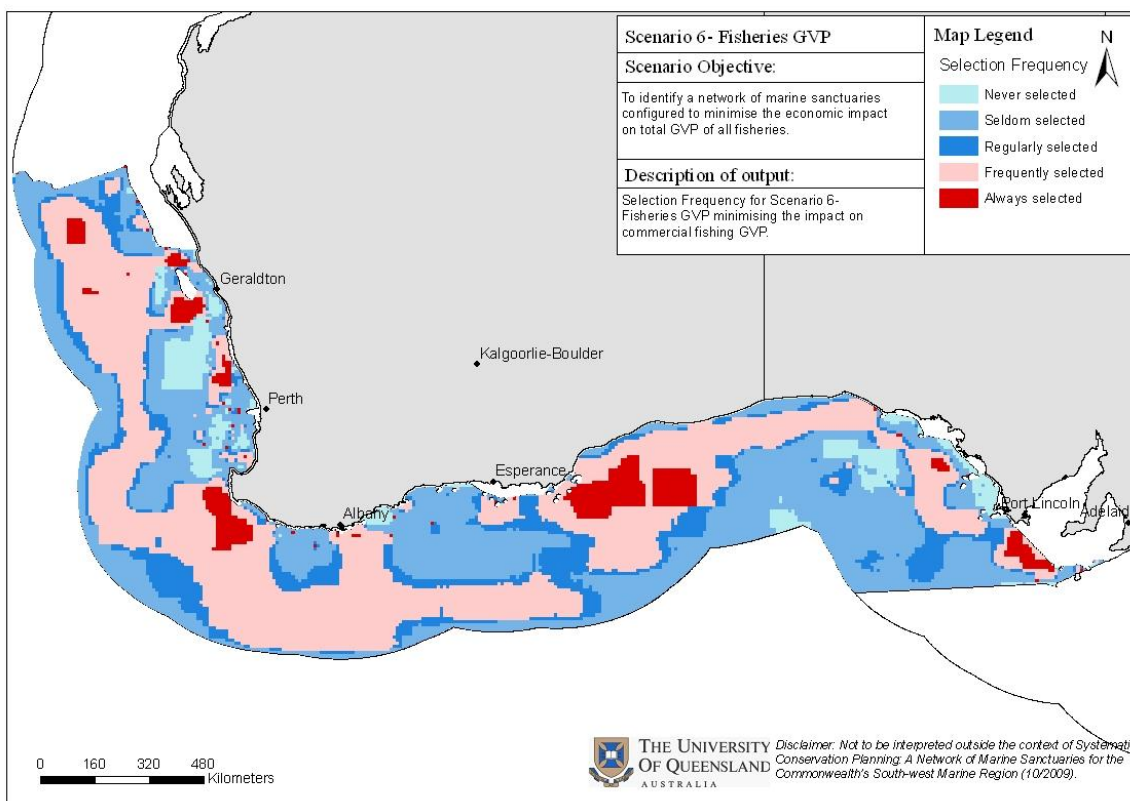 Scenario 6- Fisheries GVP
Scenario Objective:
To identify a network of marine sanctuaries
configured to minimise the economic impact
on total GVP of all fisheries.
Description of output:
Selection Frequency for Scenario 6-
Fisheries GVP minimising the impact on
commercial fishing GVP.
Map Legend
N
Selection Frequency
Never selected
Seldom selected
Regularly selected
Frequently selected
Always selected
Geraldton
Kalgoorlie-Boulder
Perth
Esperance
Albany
Port Lincoln
Adelaid
0 160 320 480
Kilometers
THE UNIVERSITY
OF QUEENSLAND
AUSTRALIA
Disclaimer: Not to be interpreted outside the context of Systemati
Conservation Planning: A Network of Marine Sanctuaries for the
Commonwealth's South-west Marine Region (10/2009).